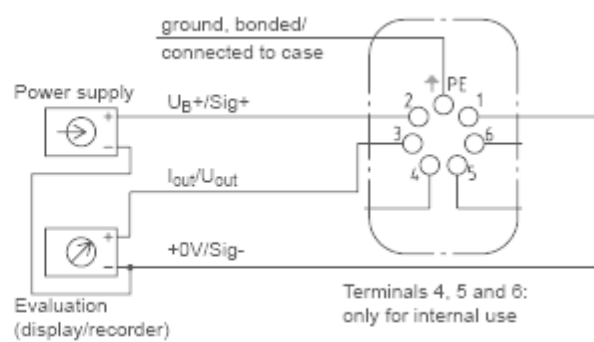 ground, bonded/
connected to case
Power supply
UB+/Sig+
PE
2
1
3
6
4
5
Iout/Uout
+0V/Sig-
+
-
+
-
Evaluation
(display/recorder)
Terminals 4, 5 and 6:
only for internal use